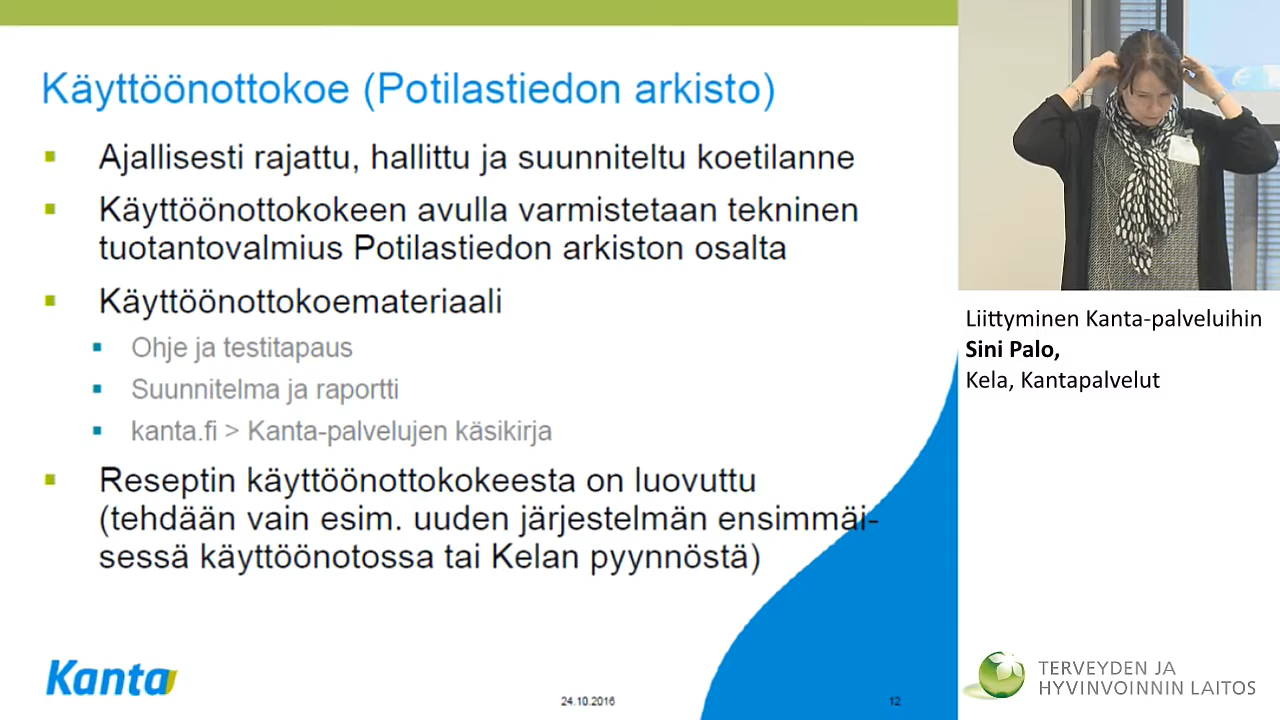 Käyttöönottokoe (Potilastiedon arkisto)
Ajallisesti rajattu, hallittu ja suunniteltu koetilanne
Käyttöönottokokeen avulla varmistetaan tekninen
tuotantovalmius Potilastiedon arkiston osalta
Käyttöönottokoemateriaali
Ohje ja testitapaus
Suunnitelma ja raportti
kanta.fi > Kanta-palvelujen käsikirja
Reseptin käyttöönottokokeesta on luovuttu
(tehdään vain esim. uuden järjestelmän ensimmäi-
sessä käyttöönotossa tai Kelan pyynnöstä)
Kanta
24.10.2016
12
Liittyminen Kanta-palveluihin
Sini Palo,
Kela, Kantapalvelut
TERVEYDEN JA
HYVINVOINNIN LAITOS